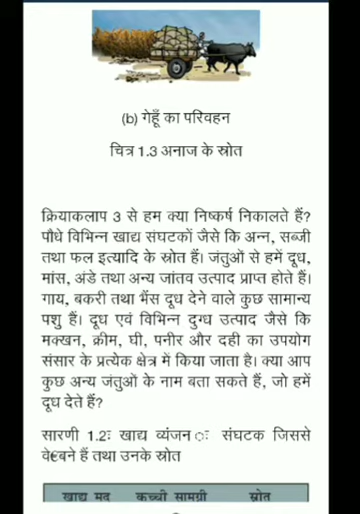 (b) गेहूँ का परिवहन
चित्र 1.3 अनाज के स्रोत
क्रियाकलाप 3 से हम क्या निष्कर्ष निकालते हैं?
पौधे विभिन्न खाद्य संघटकों जैसे कि अन्न, सब्जी
तथा फल इत्यादि के स्रोत हैं। जंतुओं से हमें दूध,
मांस, अंडे तथा अन्य जांतव उत्पाद प्राप्त होते हैं।
गाय, बकरी तथा भैंस दूध देने वाले कुछ सामान्य
पशु हैं। दूध एवं विभिन्न दुग्ध उत्पाद जैसे कि
मक्खन, क्रीम, घी, पनीर और दही का उपयोग
संसार के प्रत्येक क्षेत्र में किया जाता है। क्या आप
कुछ अन्य जंतुओं के नाम बता सकते हैं, जो हमें
दूध देते हैं?
सारणी 1.2ः खाद्य व्यंजन ः संघटक जिससे
वे€बने हैं तथा उनके स्रोत
खाद्य मद कच्ची सामग्री स्रोत